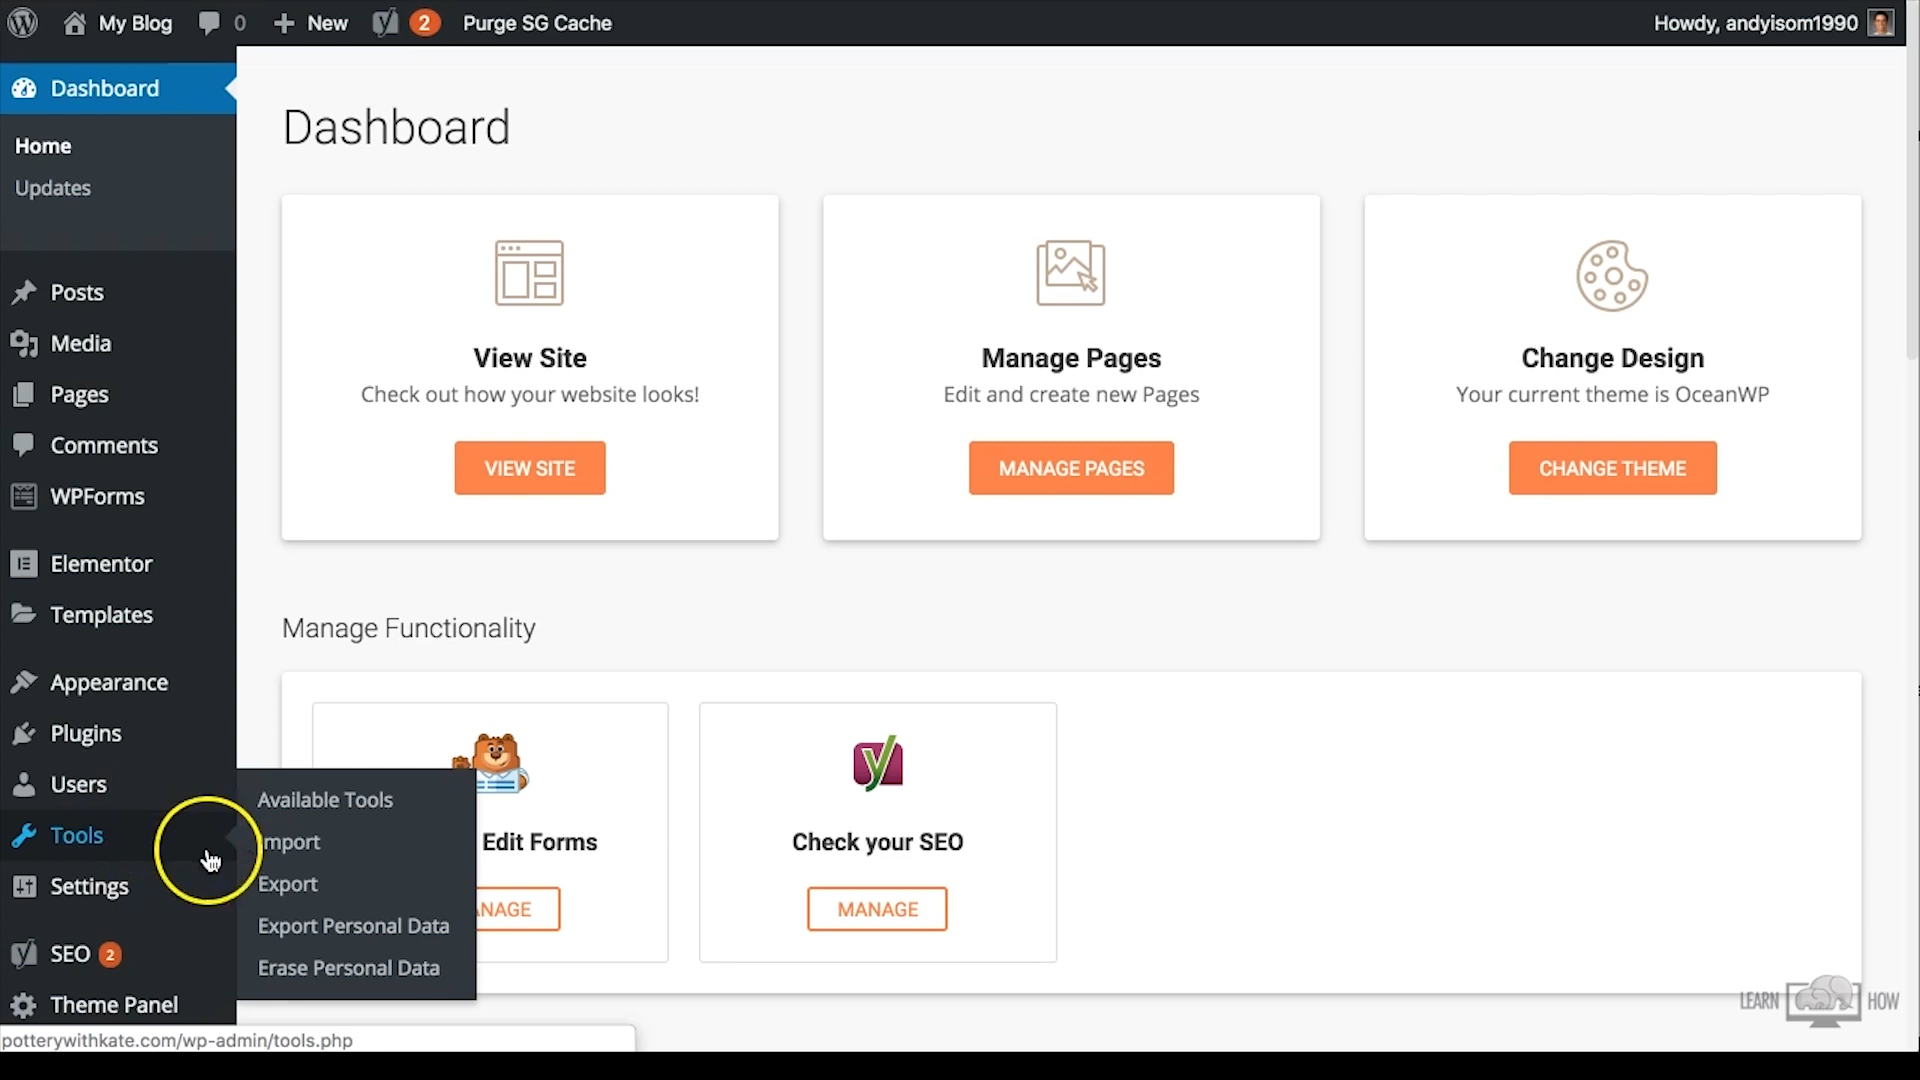 My Blog 0 New 2 Purge SG Cache Howdy, andyisom1990
Dashboard
Home
Updates
Posts
Media
Pages
Comments
WPForms
Elementor
Templates
Appearance
Plugins
Users
Tools
Settings
SEO 2
Theme Panel
Available Tools
Import
Export
Export Personal Data
Erase Personal Data
Dashboard
View Site
Check out how your website looks!
VIEW SITE
Manage Pages
Edit and create new Pages
MANAGE PAGES
Change Design
Your current theme is OceanWP
CHANGE THEME
Manage Functionality
Edit Forms
NAGE
Check your SEO
MANAGE
LEARN HOW
potterywithkate.com/wp-admin/tools.php